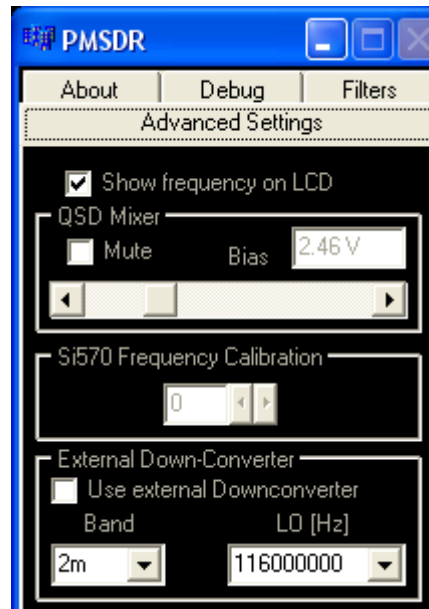 PMSDR
About Debug Filters
Advanced Settings
Show frequency on LCD
QSD Mixer
Mute Bias 2.46 V
Si570 Frequency Calibration
0
External Down-Converter
Use external Downconverter
Band LO [Hz]
2m 116000000